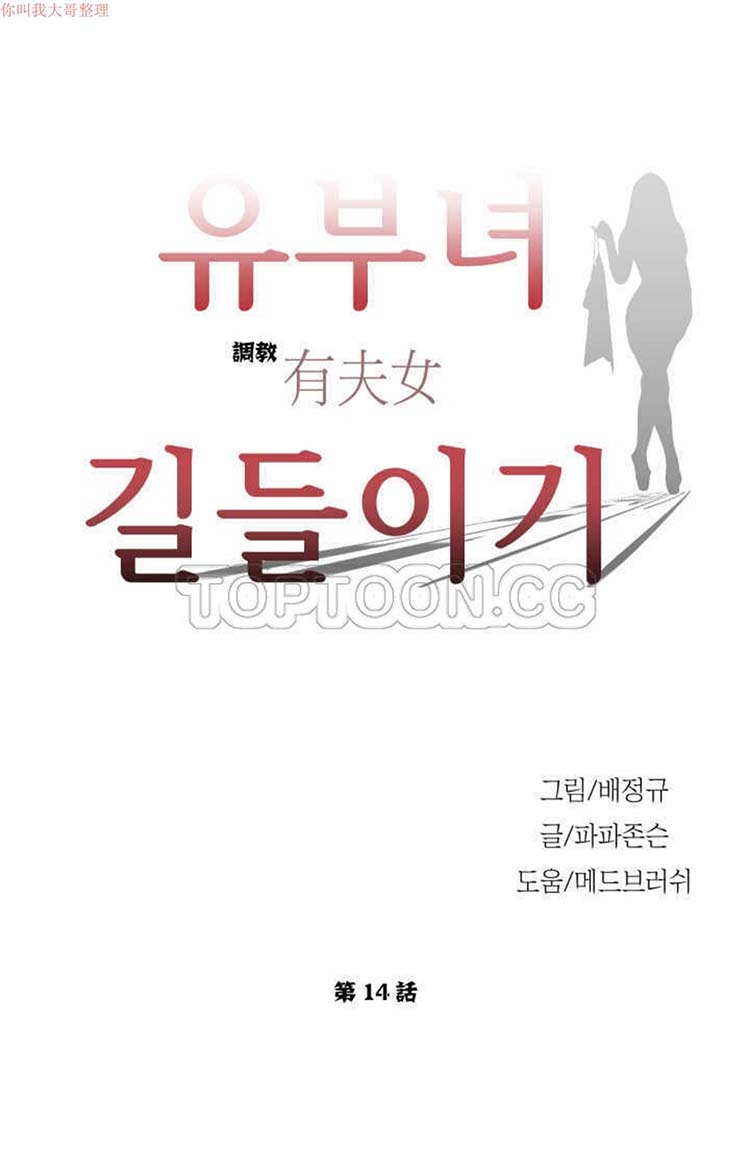 你叫我大哥整理
유부녀
調教 有夫女
길들이기
TOPTOON.CC
그림/배정규
글/파파존슨
도움/메드브러쉬
第 14 話